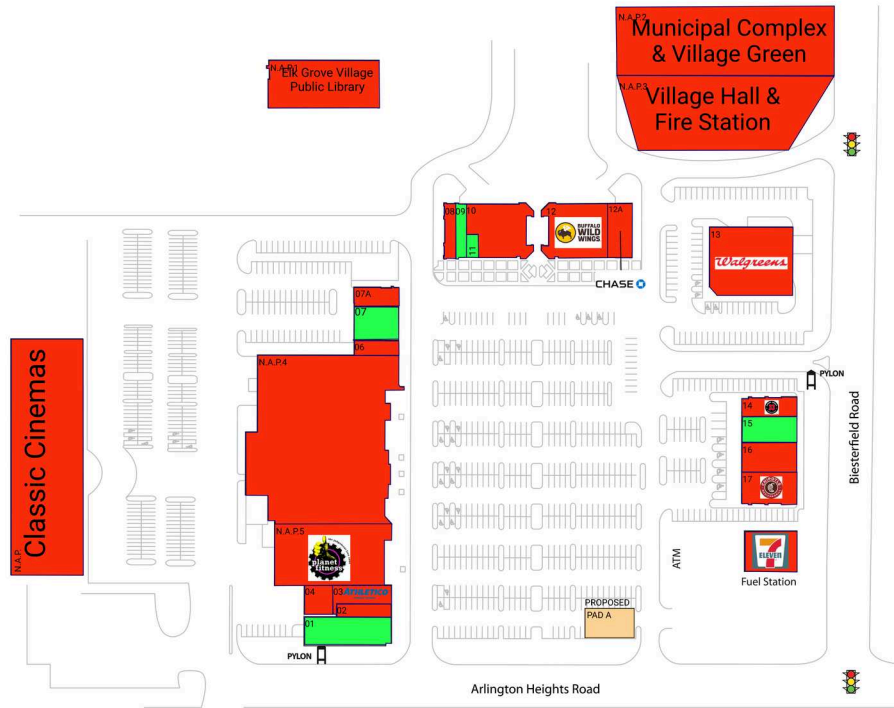 N.A.P.2
Municipal Complex
& Village Green
N.A.P.1
Elk Grove Village
Public Library
N.A.P.3
Village Hall &
Fire Station
08
09
10
11
12
BUFFALO
WILD
WINGS
12A
CHASE
13
Walgreens
07A
07
06
N.A.P.4
PYLON
Classic Cinemas
N.A.P.
14
15
16
17
Biesterfield Road
N.A.P.5
planet
fitness
ATM
7
ELEVEN
Fuel Station
04
03
ATHLETICO
02
01
PROPOSED
PAD A
PYLON
Arlington Heights Road